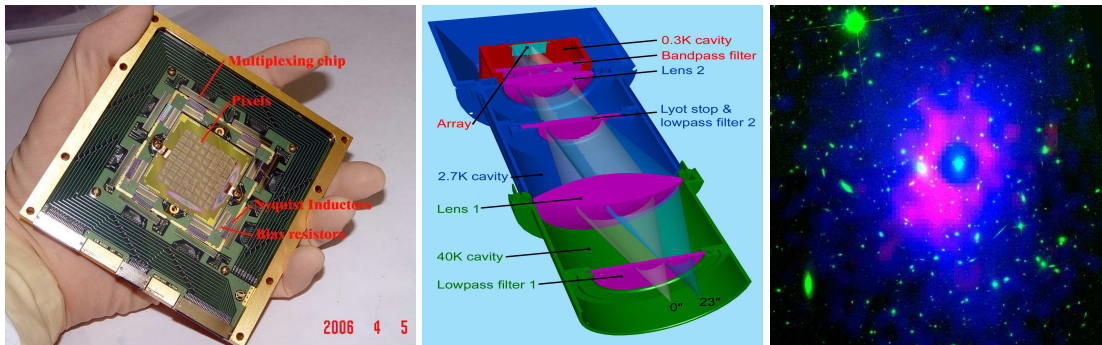 Multiplexing chip
Pixels
Nyquist Inductors
Bias resistors
2006 4 5
0.3K cavity
Bandpass filter
Lens 2
Array
Lyot stop &
lowpass filter 2
2.7K cavity
Lens 1
40K cavity
Lowpass filter 1
0"
23"